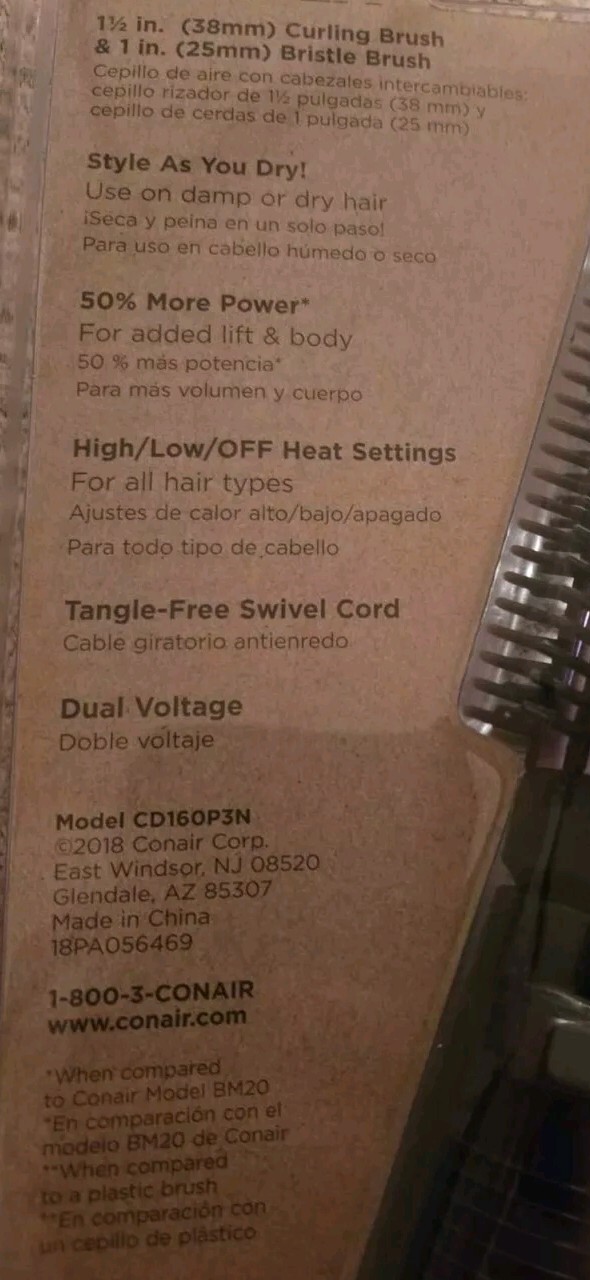 1½ in. (38mm) Curling Brush
& 1 in. (25mm) Bristle Brush
Cepillo de aire con cabezales intercambiables:
cepillo rizador de 1½ pulgadas (38 mm) y
cepillo de cerdas de 1 pulgada (25 mm)
Style As You Dry!
Use on damp or dry hair
¡Seca y peina en un solo paso!
Para uso en cabello húmedo o seco
50% More Power*
For added lift & body
50 % más potencia*
Para más volumen y cuerpo
High/Low/OFF Heat Settings
For all hair types
Ajustes de calor alto/bajo/apagado
Para todo tipo de cabello
Tangle-Free Swivel Cord
Cable giratorio antienredo
Dual Voltage
Doble voltaje
Model CD160P3N
©2018 Conair Corp.
East Windsor, NJ 08520
Glendale, AZ 85307
Made in China
18PA056469
1-800-3-CONAIR
www.conair.com
*When compared
to Conair Model BM20
*En comparación con el
modelo BM20 de Conair
**When compared
to a plastic brush
**En comparación con
un cepillo de plástico